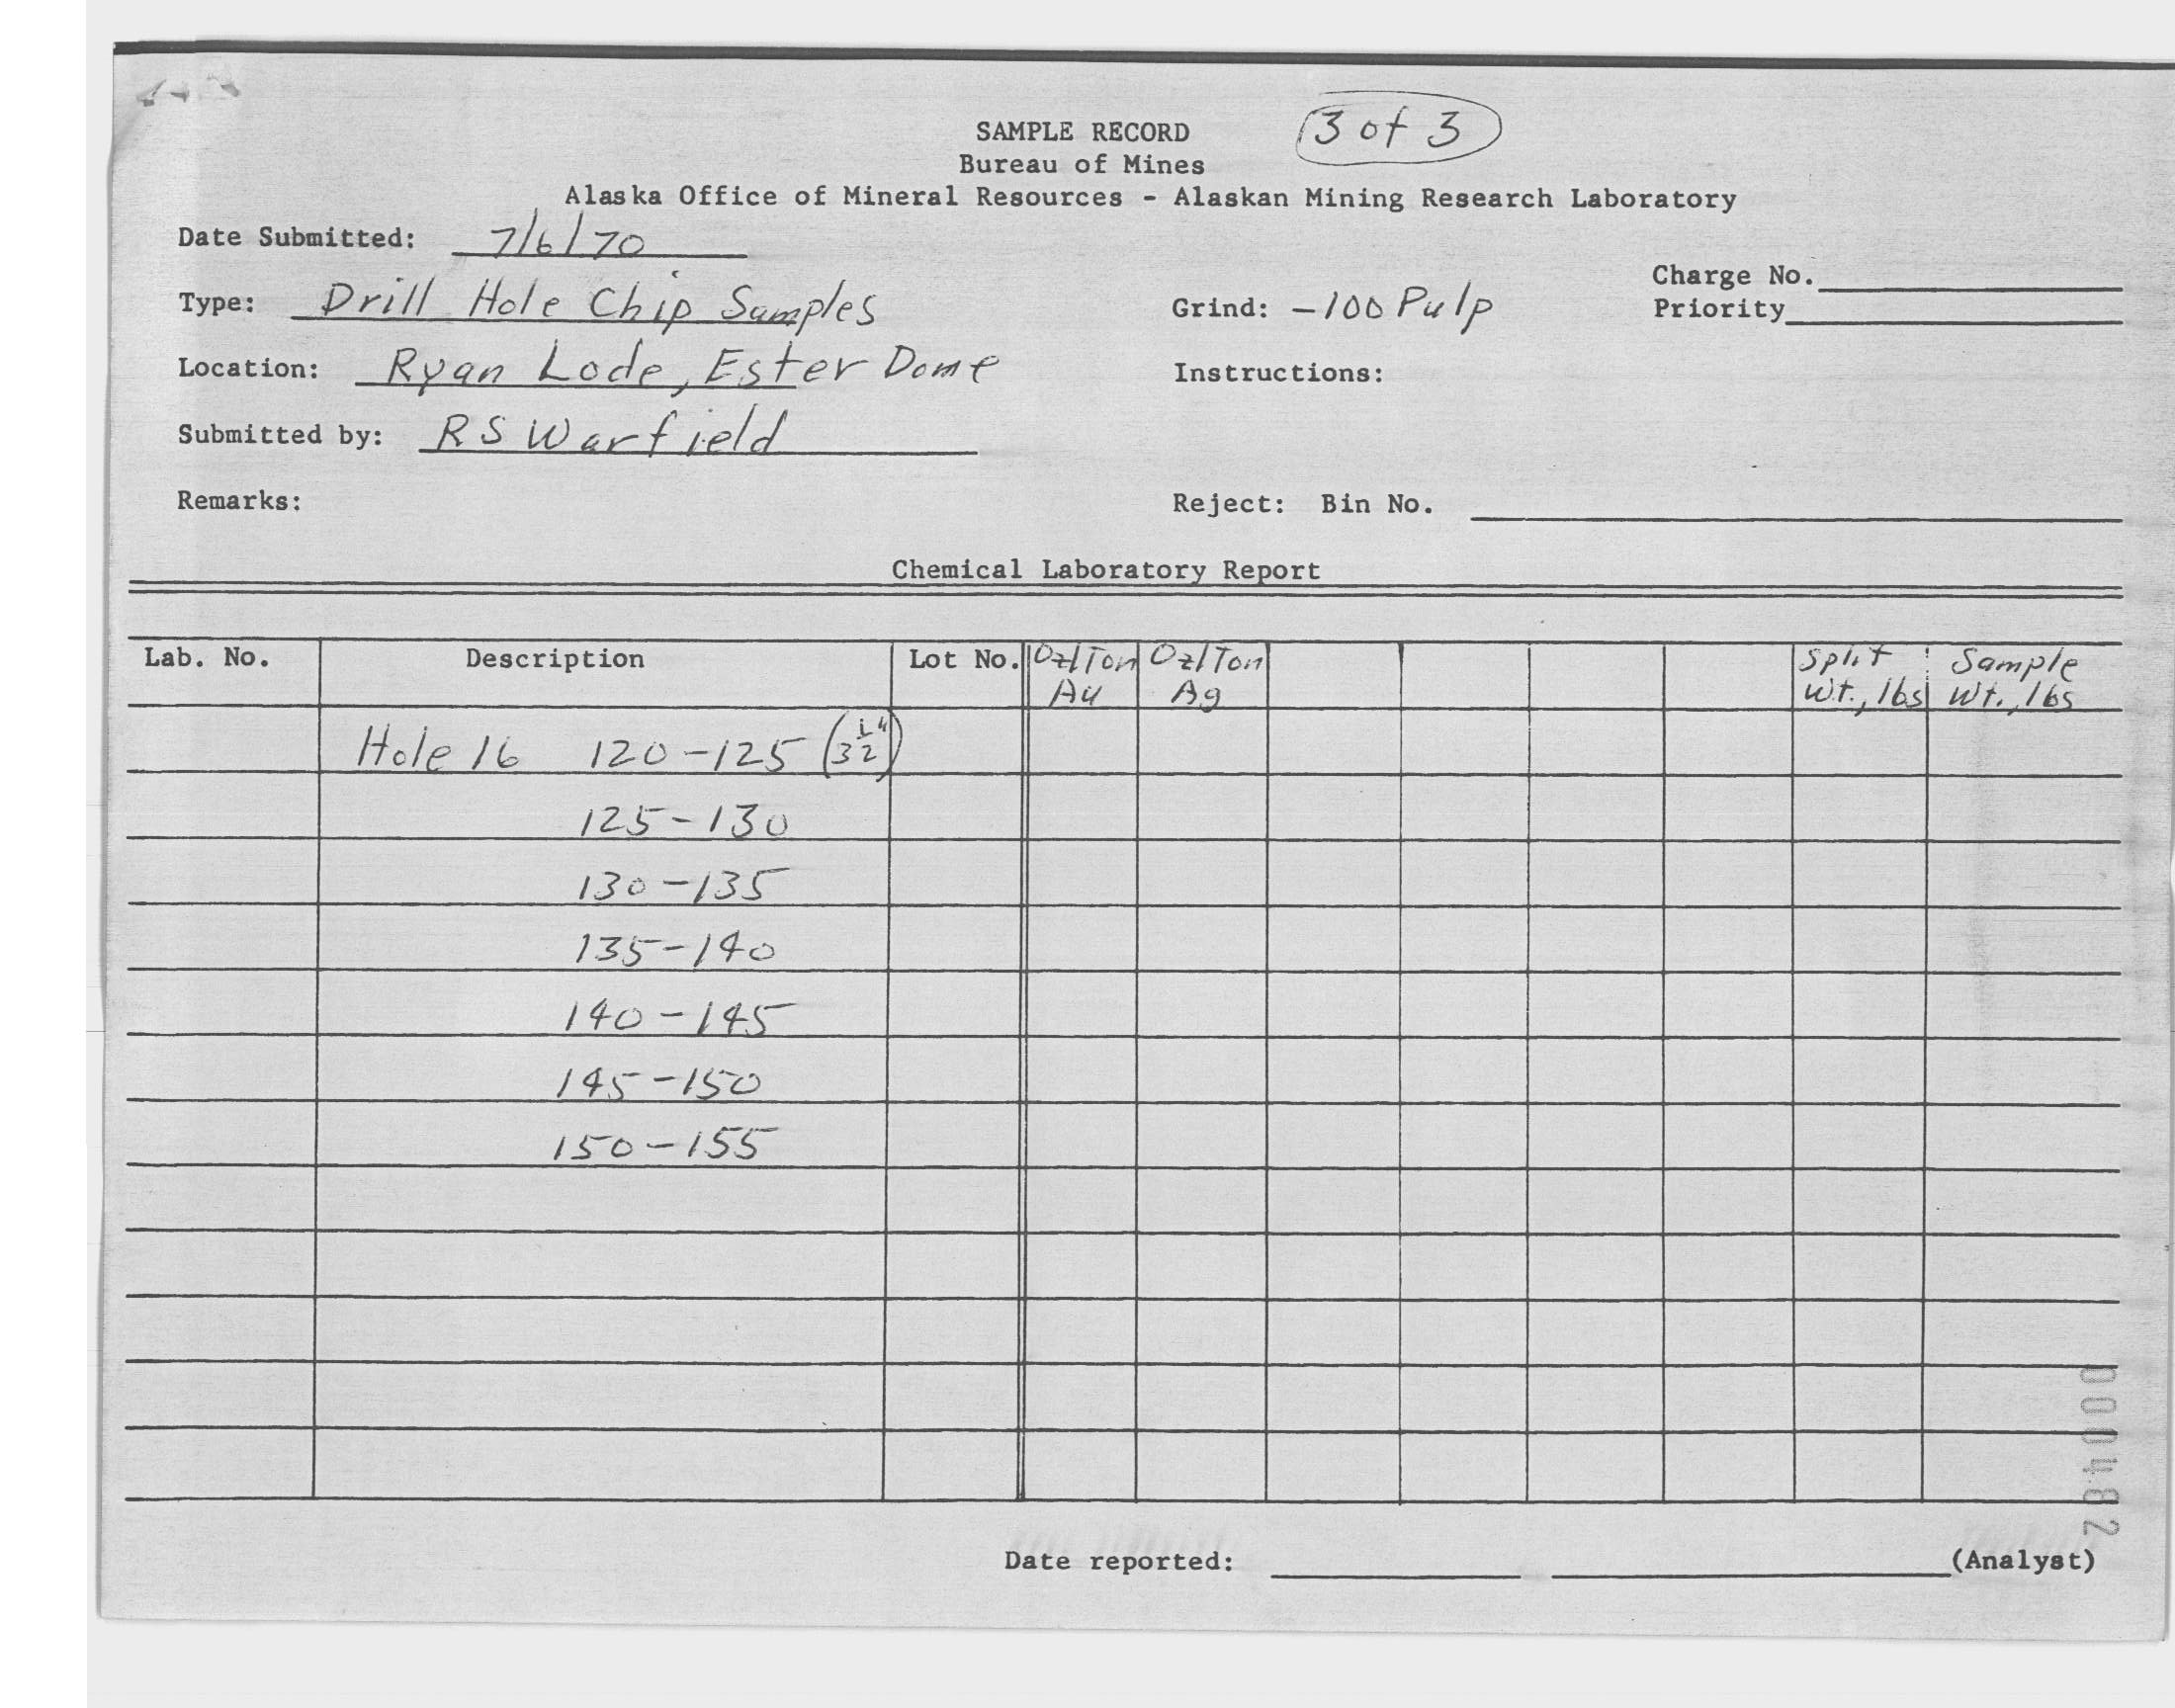 SAMPLE RECORD 3 of 3
Bureau of Mines
Alaska Office of Mineral Resources - Alaskan Mining Research Laboratory
Date Submitted: 7/6/70
Charge No.
Type: Drill Hole Chip Samples Grind: -100 Pulp Priority
Location: Ryan Lode, Ester Dome Instructions:
Submitted by: RS Warfield
Remarks: Reject: Bin No.
Chemical Laboratory Report
Lab. No. Description Lot No. Oz/Ton Au Oz/Ton Ag Split Wt., lbs Sample Wt., lbs
Hole 16 120-125 (3 1/2")
125-130
130-135
135-140
140-145
145-150
150-155
Date reported: (Analyst)
000482